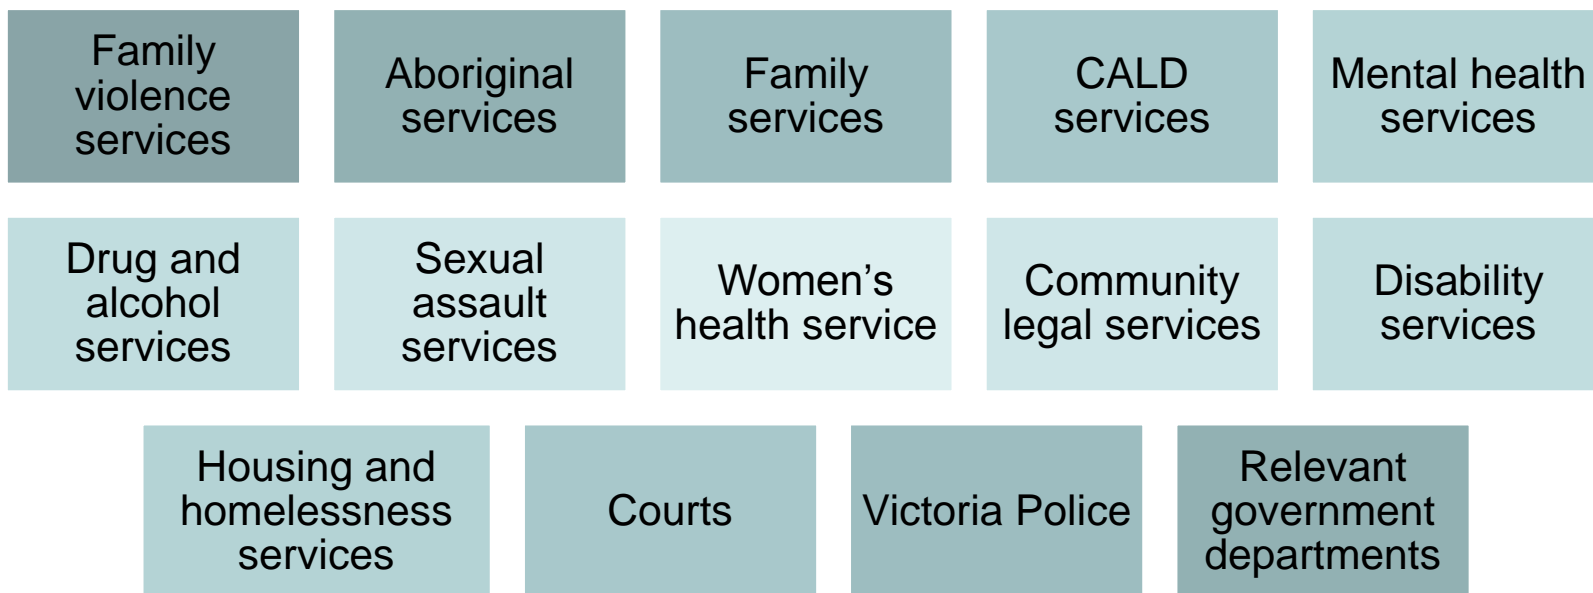 Family
violence
services
Aboriginal
services
Family
services
CALD
services
Mental health
services
Drug and
alcohol
services
Sexual
assault
services
Women’s
health service
Community
legal services
Disability
services
Housing and
homelessness
services
Courts
Victoria Police
Relevant
government
departments